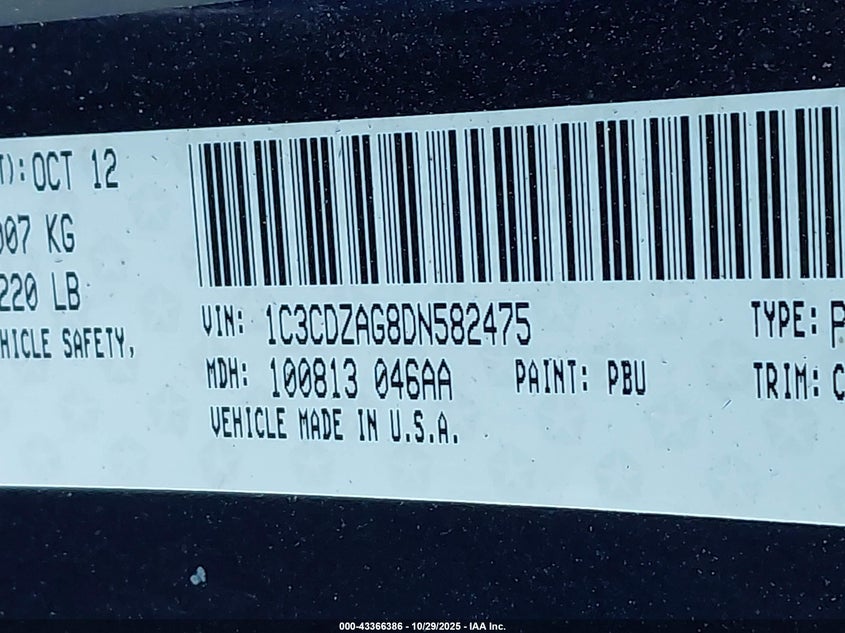 T): OCT 12
007 KG
220 LB
HICLE SAFETY,
VIN: 1C3CDZAG8DN582475
TYPE: P
MDH: 100813 046AA
PAINT: PBU
TRIM: C
VEHICLE MADE IN U.S.A.
000-43366386 - 10/29/2025 - IAA Inc.